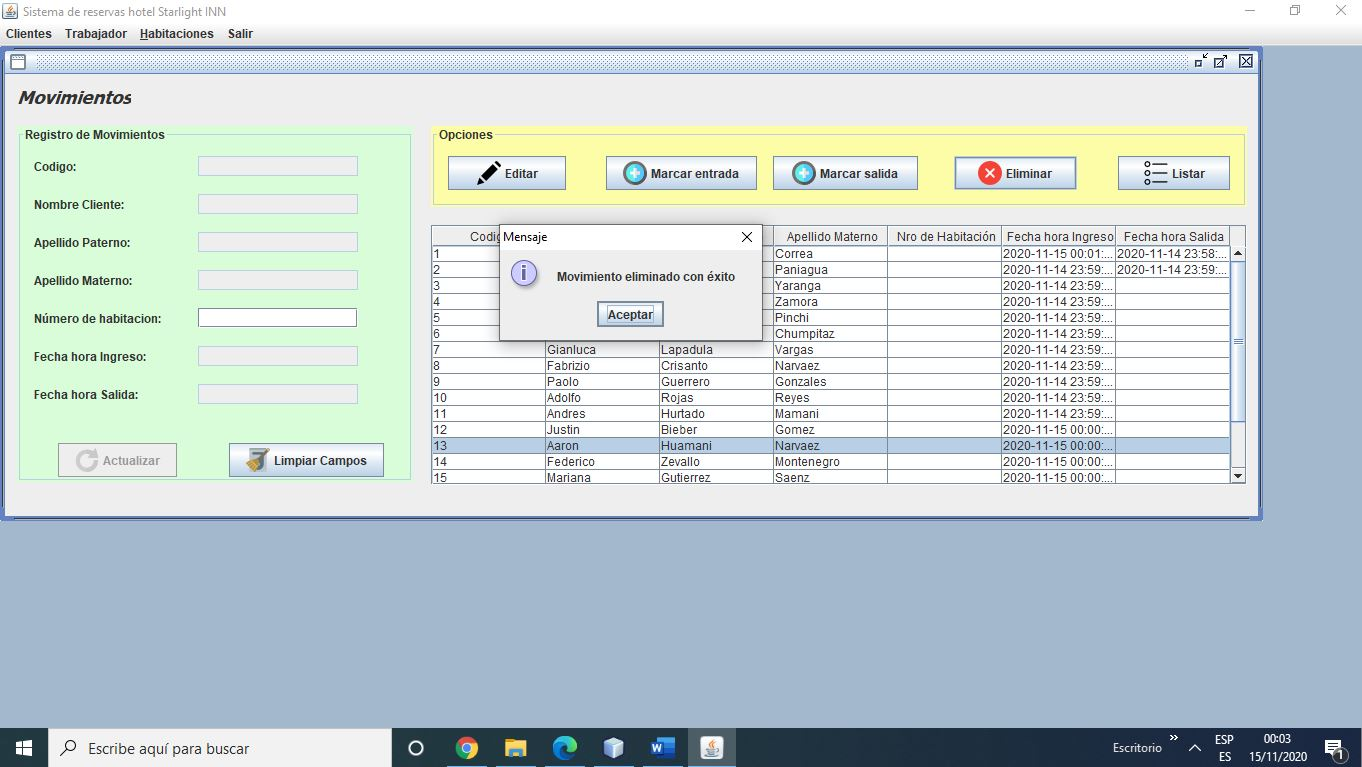 Sistema de reservas hotel Starlight INN
Clientes Trabajador Habitaciones Salir
Movimientos
Registro de Movimientos
Codigo:
Nombre Cliente:
Apellido Paterno:
Apellido Materno:
Número de habitacion:
Fecha hora Ingreso:
Fecha hora Salida:
Actualizar Limpiar Campos
Opciones
Editar Marcar entrada Marcar salida Eliminar Listar
Mensaje
Movimiento eliminado con éxito
Aceptar
Codig Apellido Materno Nro de Habitación Fecha hora Ingreso Fecha hora Salida
1 Correa 2020-11-15 00:01:... 2020-11-14 23:58:...
2 Paniagua 2020-11-14 23:59:... 2020-11-14 23:59:...
3 Yaranga 2020-11-14 23:59:...
4 Zamora 2020-11-14 23:59:...
5 Pinchi 2020-11-14 23:59:...
6 Chumpitaz 2020-11-14 23:59:...
7 Gianluca Lapadula Vargas 2020-11-14 23:59:...
8 Fabrizio Crisanto Narvaez 2020-11-14 23:59:...
9 Paolo Guerrero Gonzales 2020-11-14 23:59:...
10 Adolfo Rojas Reyes 2020-11-14 23:59:...
11 Andres Hurtado Mamani 2020-11-14 23:59:...
12 Justin Bieber Gomez 2020-11-15 00:00:...
13 Aaron Huamani Narvaez 2020-11-15 00:00:...
14 Federico Zevallo Montenegro 2020-11-15 00:00:...
15 Mariana Gutierrez Saenz 2020-11-15 00:00:...
Escribe aquí para buscar
Escritorio
ESP
ES
00:03
15/11/2020
1